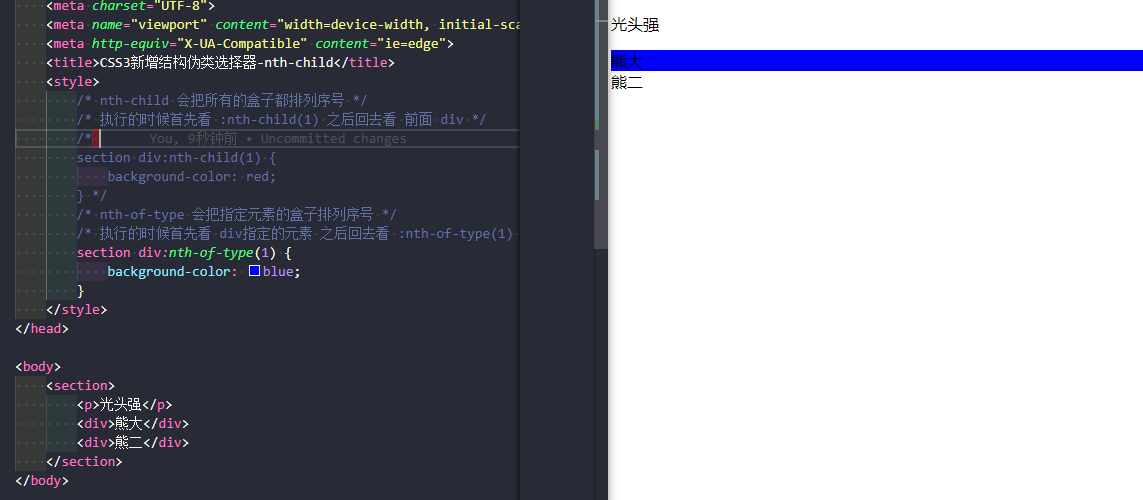 <meta charset="UTF-8">
<meta name="viewport" content="width=device-width, initial-sca
<meta http-equiv="X-UA-Compatible" content="ie=edge">
<title>CSS3新增结构伪类选择器-nth-child</title>
<style>
/* nth-child 会把所有的盒子都排列序号 */
/* 执行的时候首先看 :nth-child(1) 之后回去看 前面 div */
/* You, 9秒钟前 • Uncommitted changes
section div:nth-child(1) {
background-color: red;
} */
/* nth-of-type 会把指定元素的盒子排列序号 */
/* 执行的时候首先看 div指定的元素 之后回去看 :nth-of-type(1)
section div:nth-of-type(1) {
background-color: blue;
}
</style>
</head>
<body>
<section>
<p>光头强</p>
<div>熊大</div>
<div>熊二</div>
</section>
</body>
光头强
熊大
熊二